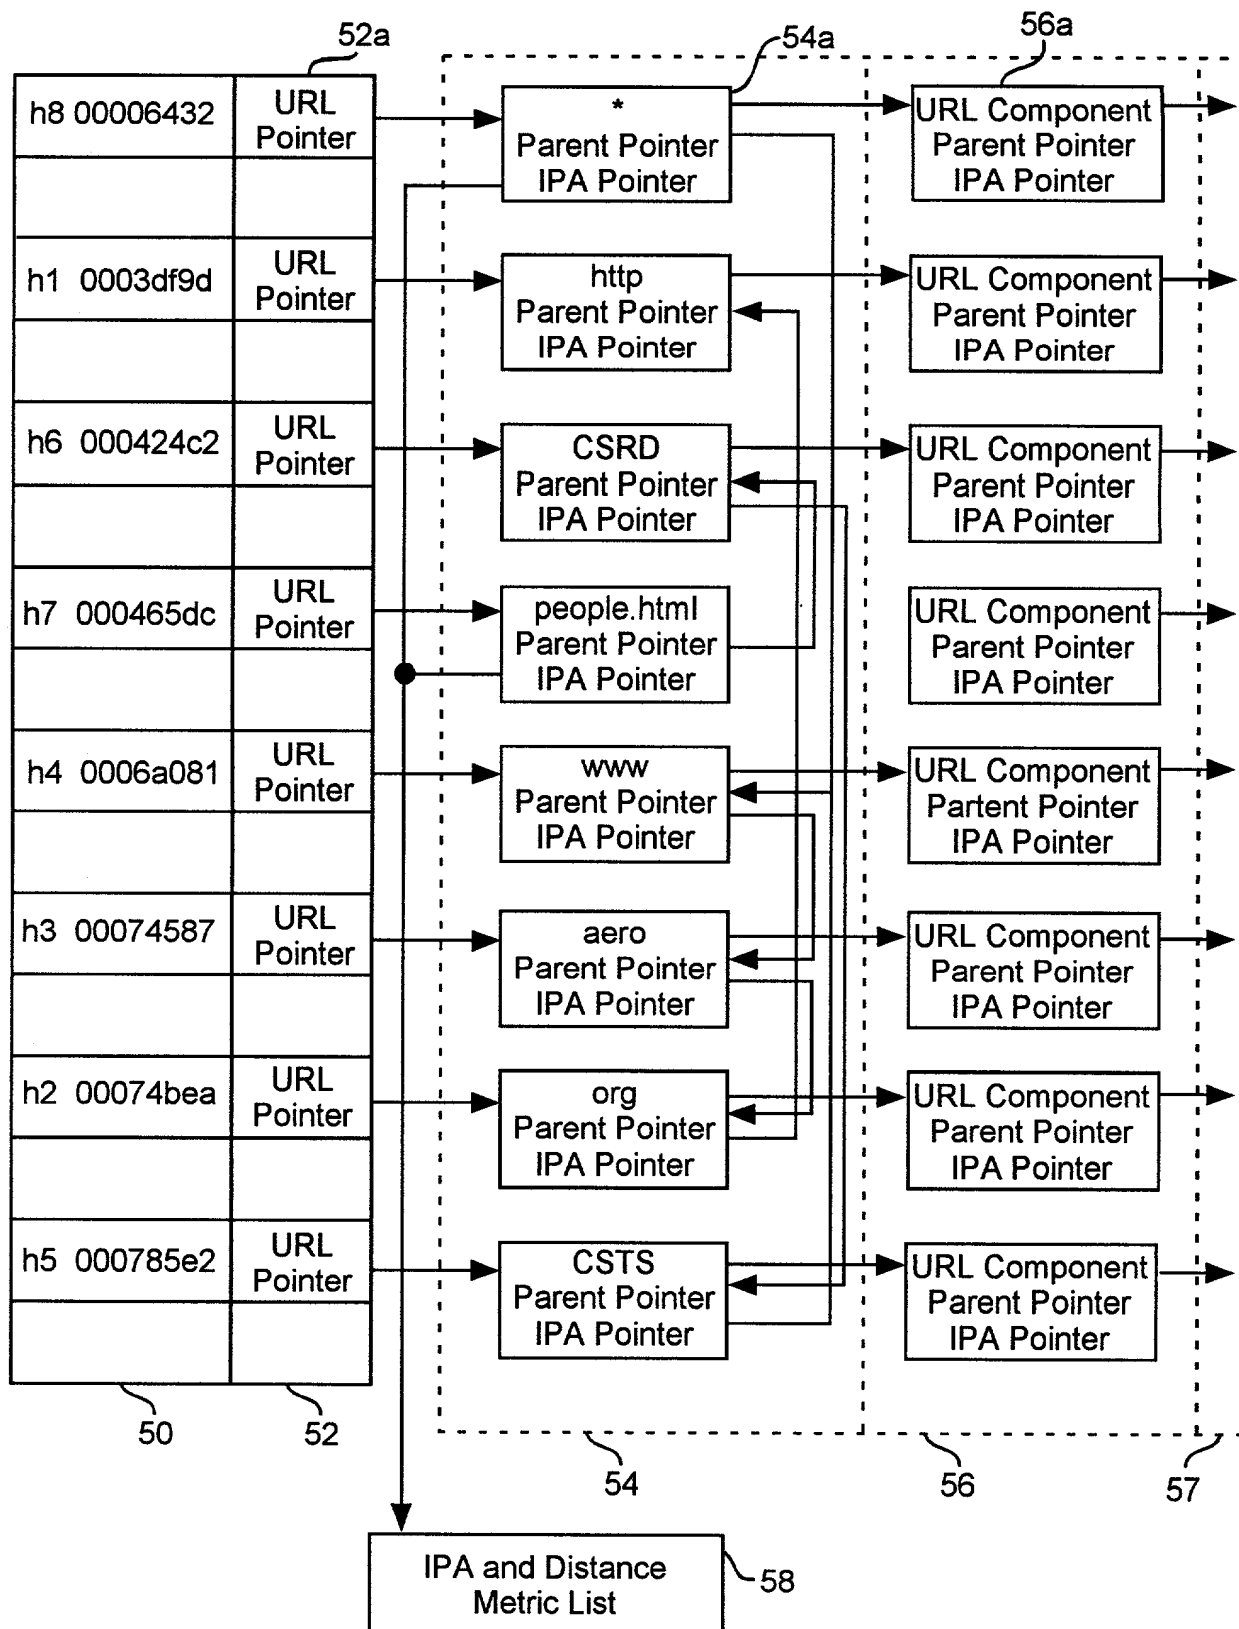 52a
54a
56a
h8 00006432
URL
Pointer
*
Parent Pointer
IPA Pointer
URL Component
Parent Pointer
IPA Pointer
h1 0003df9d
URL
Pointer
http
Parent Pointer
IPA Pointer
URL Component
Parent Pointer
IPA Pointer
h6 000424c2
URL
Pointer
CSRD
Parent Pointer
IPA Pointer
URL Component
Parent Pointer
IPA Pointer
h7 000465dc
URL
Pointer
people.html
Parent Pointer
IPA Pointer
URL Component
Parent Pointer
IPA Pointer
h4 0006a081
URL
Pointer
www
Parent Pointer
IPA Pointer
URL Component
Partent Pointer
IPA Pointer
h3 00074587
URL
Pointer
aero
Parent Pointer
IPA Pointer
URL Component
Parent Pointer
IPA Pointer
h2 00074bea
URL
Pointer
org
Parent Pointer
IPA Pointer
URL Component
Parent Pointer
IPA Pointer
h5 000785e2
URL
Pointer
CSTS
Parent Pointer
IPA Pointer
URL Component
Parent Pointer
IPA Pointer
50
52
54
56
57
IPA and Distance
Metric List
58